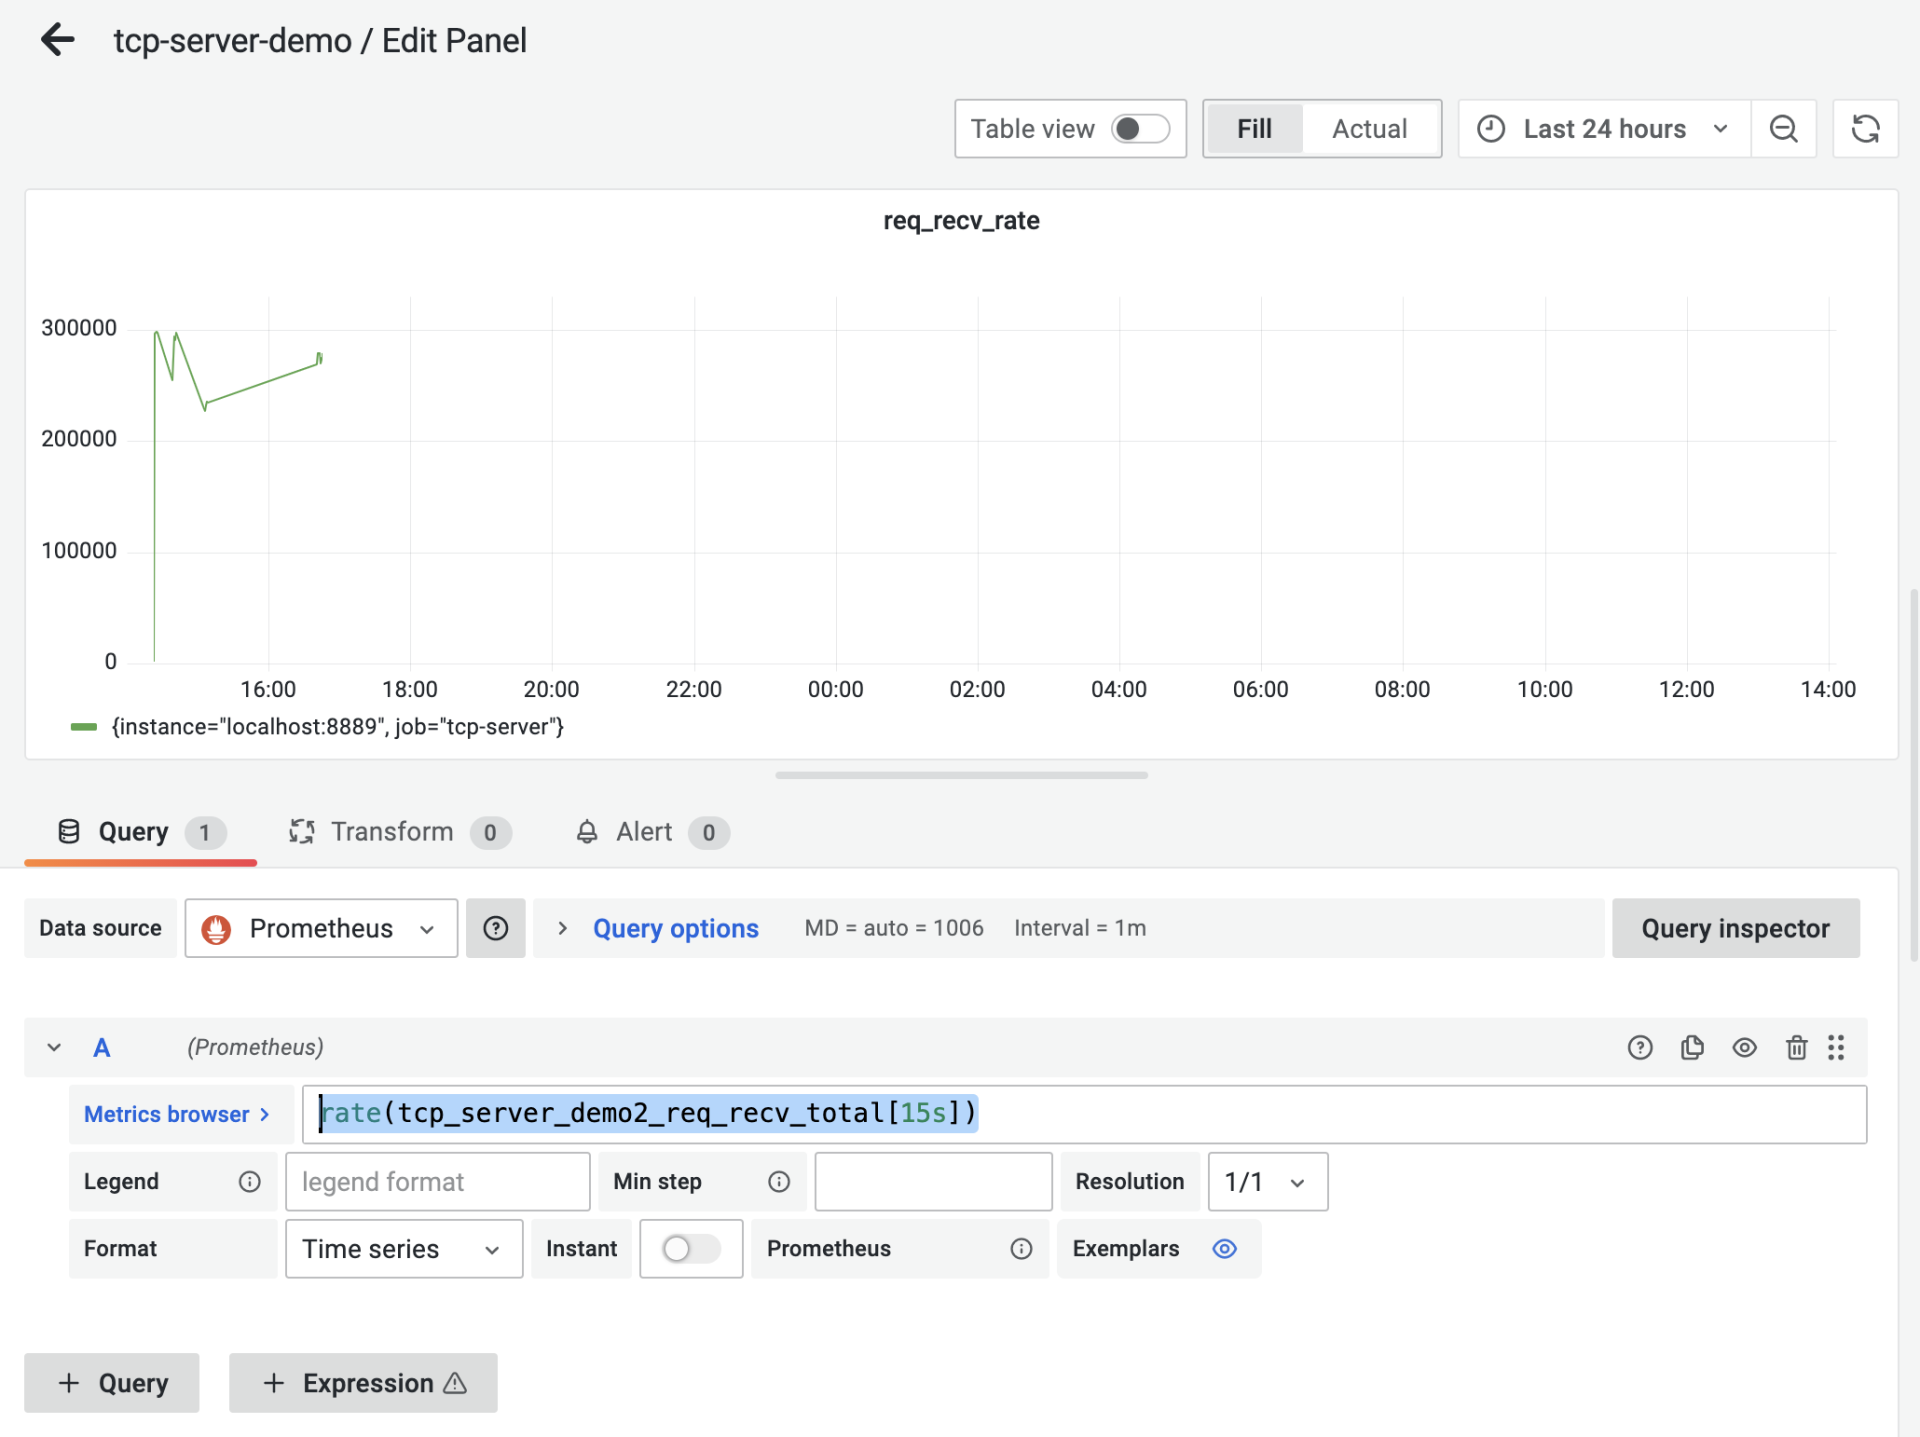 tcp-server-demo / Edit Panel
Table view Fill Actual Last 24 hours
req_recv_rate
300000
200000
100000
0
16:00 18:00 20:00 22:00 00:00 02:00 04:00 06:00 08:00 10:00 12:00 14:00
{instance="localhost:8889", job="tcp-server"}
Query 1 Transform 0 Alert 0
Data source Prometheus Query options MD = auto = 1006 Interval = 1m Query inspector
A (Prometheus)
Metrics browser > rate(tcp_server_demo2_req_recv_total[15s])
Legend legend format Min step Resolution 1/1
Format Time series Instant Prometheus Exemplars
+ Query + Expression